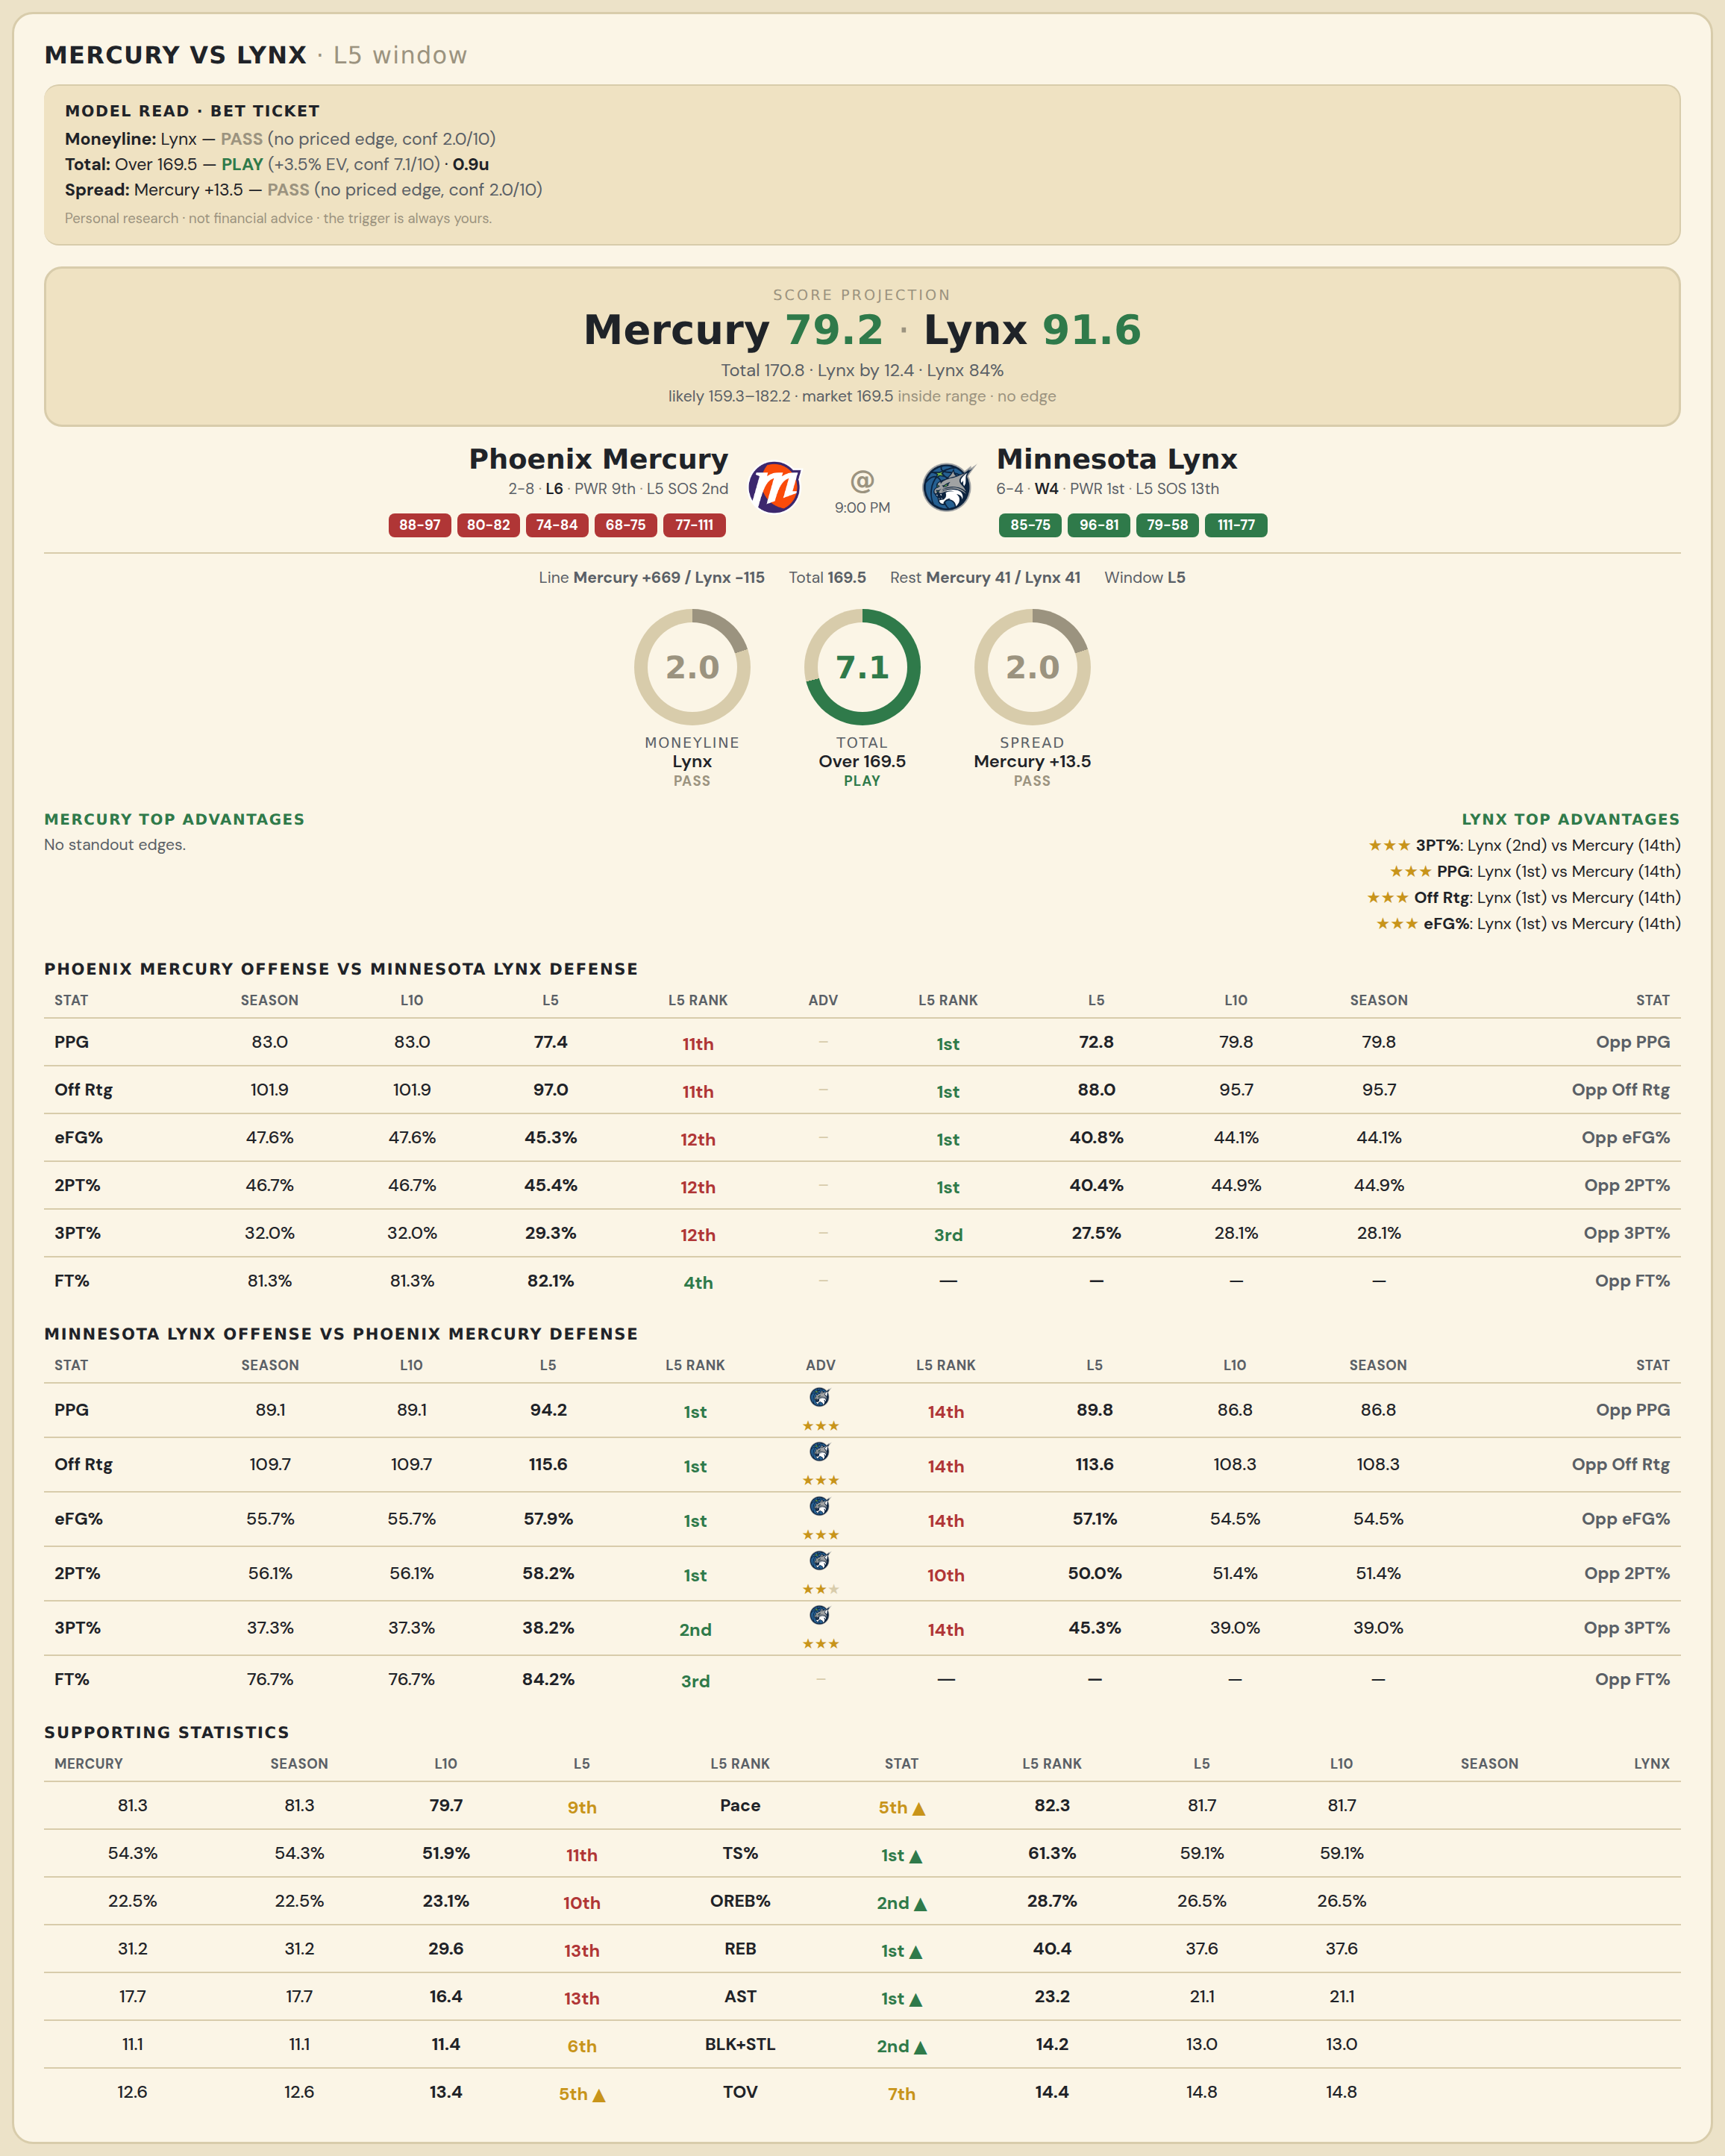 MERCURY VS LYNX · L5 window
MODEL READ · BET TICKET
Moneyline: Lynx — PASS (no priced edge, conf 2.0/10)
Total: Over 169.5 — PLAY (+3.5% EV, conf 7.1/10) · 0.9u
Spread: Mercury +13.5 — PASS (no priced edge, conf 2.0/10)
Personal research · not financial advice · the trigger is always yours.
SCORE PROJECTION
Mercury 79.2 · Lynx 91.6
Total 170.8 · Lynx by 12.4 · Lynx 84%
likely 159.3–182.2 · market 169.5 inside range · no edge
Phoenix Mercury
2-8 · L6 · PWR 9th · L5 SOS 2nd
88-97 80-82 74-84 68-75 77-111
@
9:00 PM
Minnesota Lynx
6-4 · W4 · PWR 1st · L5 SOS 13th
85-75 96-81 79-58 111-77
Line Mercury +669 / Lynx -115 Total 169.5 Rest Mercury 41 / Lynx 41 Window L5
2.0 7.1 2.0
MONEYLINE TOTAL SPREAD
Lynx Over 169.5 Mercury +13.5
PASS PLAY PASS
MERCURY TOP ADVANTAGES
No standout edges.
LYNX TOP ADVANTAGES
★★★ 3PT%: Lynx (2nd) vs Mercury (14th)
★★★ PPG: Lynx (1st) vs Mercury (14th)
★★★ Off Rtg: Lynx (1st) vs Mercury (14th)
★★★ eFG%: Lynx (1st) vs Mercury (14th)
PHOENIX MERCURY OFFENSE VS MINNESOTA LYNX DEFENSE
STAT SEASON L10 L5 L5 RANK ADV L5 RANK L5 L10 SEASON STAT
PPG 83.0 83.0 77.4 11th – 1st 72.8 79.8 79.8 Opp PPG
Off Rtg 101.9 101.9 97.0 11th – 1st 88.0 95.7 95.7 Opp Off Rtg
eFG% 47.6% 47.6% 45.3% 12th – 1st 40.8% 44.1% 44.1% Opp eFG%
2PT% 46.7% 46.7% 45.4% 12th – 1st 40.4% 44.9% 44.9% Opp 2PT%
3PT% 32.0% 32.0% 29.3% 12th – 3rd 27.5% 28.1% 28.1% Opp 3PT%
FT% 81.3% 81.3% 82.1% 4th – — — — — Opp FT%
MINNESOTA LYNX OFFENSE VS PHOENIX MERCURY DEFENSE
STAT SEASON L10 L5 L5 RANK ADV L5 RANK L5 L10 SEASON STAT
PPG 89.1 89.1 94.2 1st ★★★ 14th 89.8 86.8 86.8 Opp PPG
Off Rtg 109.7 109.7 115.6 1st ★★★ 14th 113.6 108.3 108.3 Opp Off Rtg
eFG% 55.7% 55.7% 57.9% 1st ★★★ 14th 57.1% 54.5% 54.5% Opp eFG%
2PT% 56.1% 56.1% 58.2% 1st ★★★ 10th 50.0% 51.4% 51.4% Opp 2PT%
3PT% 37.3% 37.3% 38.2% 2nd ★★★ 14th 45.3% 39.0% 39.0% Opp 3PT%
FT% 76.7% 76.7% 84.2% 3rd – — — — — Opp FT%
SUPPORTING STATISTICS
MERCURY SEASON L10 L5 L5 RANK STAT L5 RANK L5 L10 SEASON LYNX
81.3 81.3 79.7 9th Pace 5th ▲ 82.3 81.7 81.7
54.3% 54.3% 51.9% 11th TS% 1st ▲ 61.3% 59.1% 59.1%
22.5% 22.5% 23.1% 10th OREB% 2nd ▲ 28.7% 26.5% 26.5%
31.2 31.2 29.6 13th REB 1st ▲ 40.4 37.6 37.6
17.7 17.7 16.4 13th AST 1st ▲ 23.2 21.1 21.1
11.1 11.1 11.4 6th BLK+STL 2nd ▲ 14.2 13.0 13.0
12.6 12.6 13.4 5th ▲ TOV 7th 14.4 14.8 14.8